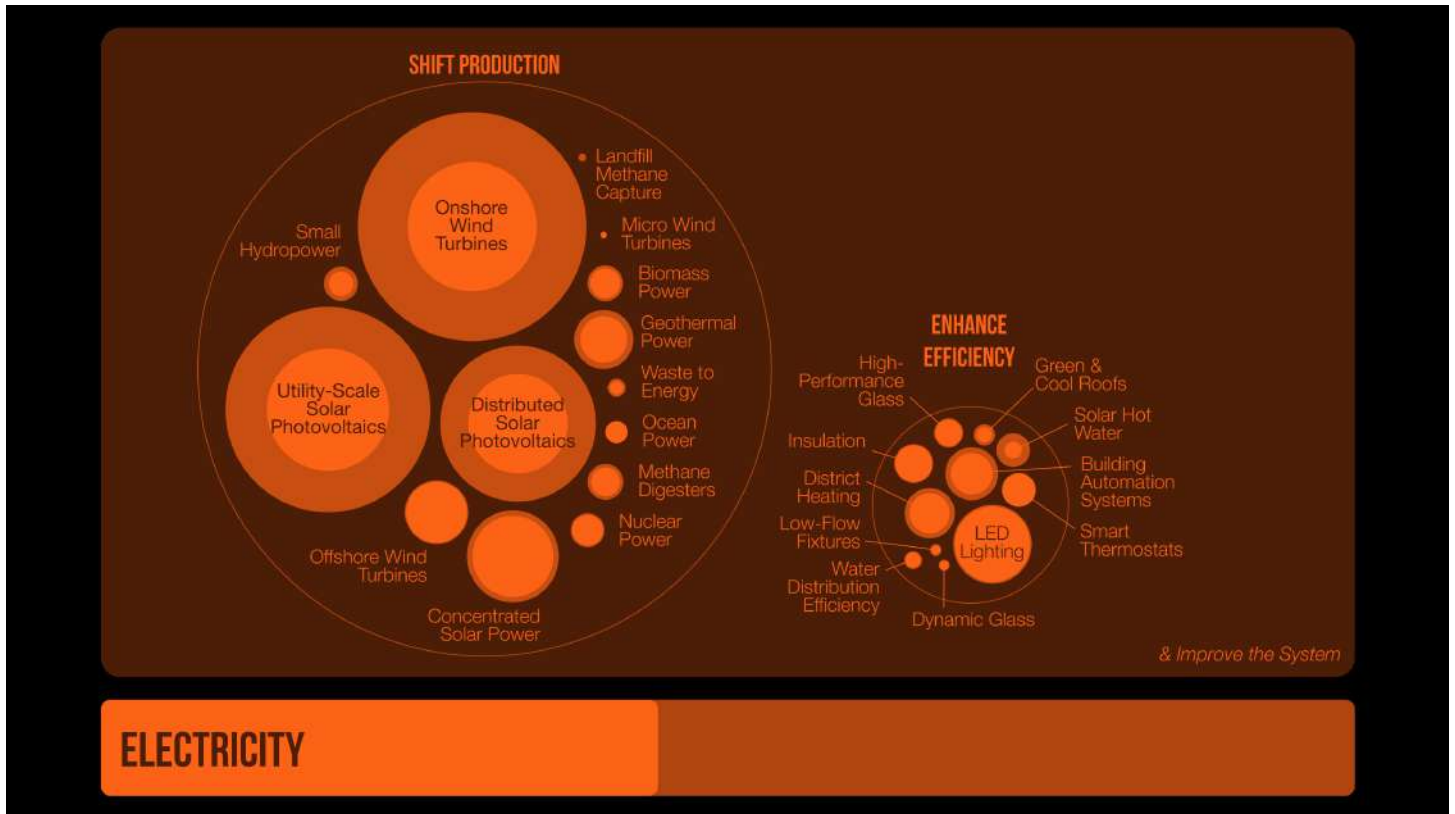 SHIFT PRODUCTION
Landfill
Methane
Capture
Onshore
Wind
Turbines
Micro Wind
Turbines
Small
Hydropower
Biomass
Power
Geothermal
Power
Utility-Scale
Solar
Photovoltaics
Distributed
Solar
Photovoltaics
Waste to
Energy
Ocean
Power
Methane
Digesters
Nuclear
Power
Offshore Wind
Turbines
Concentrated
Solar Power
ENHANCE
EFFICIENCY
High-
Performance
Glass
Green &
Cool Roofs
Solar Hot
Water
Insulation
District
Heating
Building
Automation
Systems
Low-Flow
Fixtures
LED
Lighting
Smart
Thermostats
Water
Distribution
Efficiency
Dynamic Glass
& Improve the System
ELECTRICITY